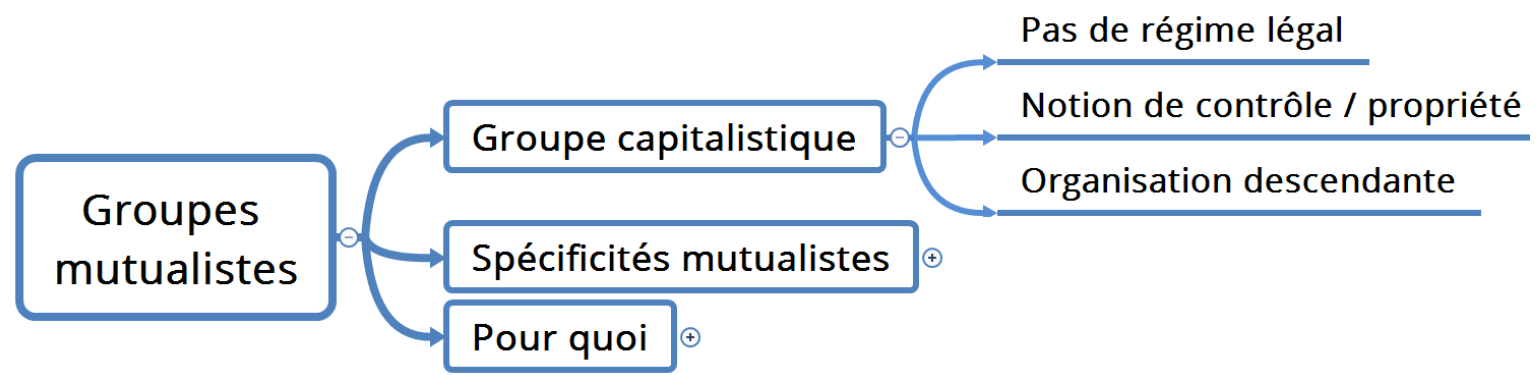 Groupes
mutualistes
Groupe capitalistique
Pas de régime légal
Notion de contrôle / propriété
Organisation descendante
Spécificités mutualistes
Pour quoi